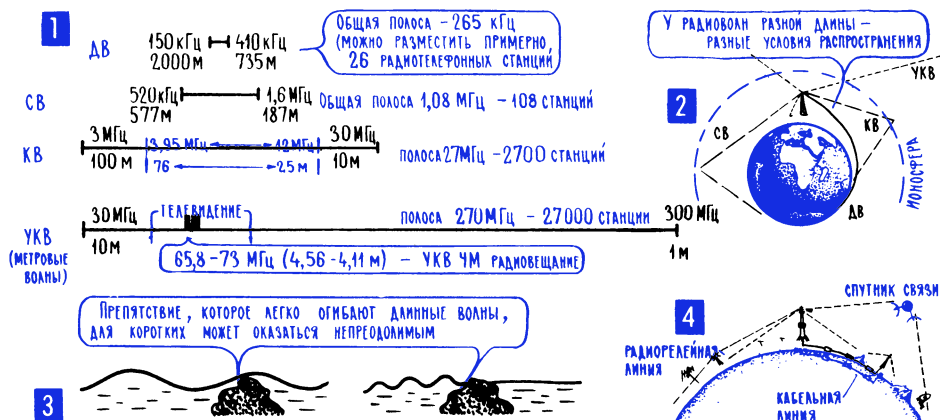 1
ДВ
150 кГц 410 кГц
2000 м 735 м
Общая полоса – 265 кГц
(можно разместить примерно
26 радиотелефонных станций
СВ
520 кГц 1,6 МГц
577 м 187 м
Общая полоса 1,08 МГц – 108 станций
КВ
3 МГц 3,95 МГц 12 МГц 30 МГц
100 м 76 25 м 10 м
полоса 27 МГц – 2700 станций
УКВ
(метровые
волны)
30 МГц телевидение 300 МГц
10 м 1 м
полоса 270 МГц – 27000 станции
65,8–73 МГц (4,56–4,11 м) – УКВ ЧМ радиовещание
2
У радиоволн разной длины –
разные условия распространения
УКВ
СВ
КВ
ДВ
ионосфера
3
Препятствие, которое легко огибают длинные волны,
для коротких может оказаться непреодолимым
4
спутник связи
радиорелейная
линия
кабельная
линия